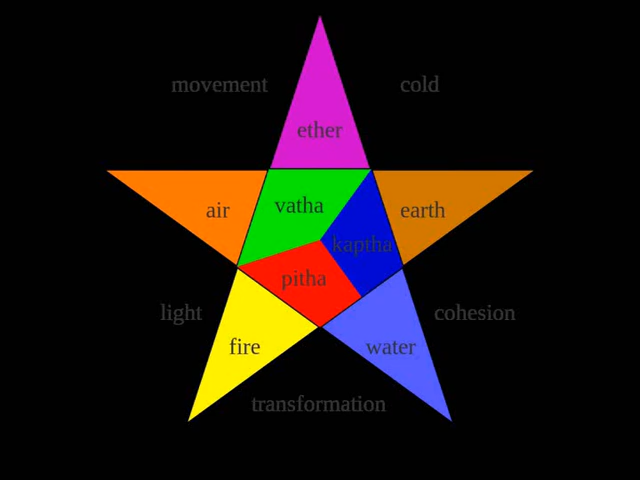 movement
cold
ether
air
vatha
earth
kaptha
pitha
light
cohesion
fire
water
transformation